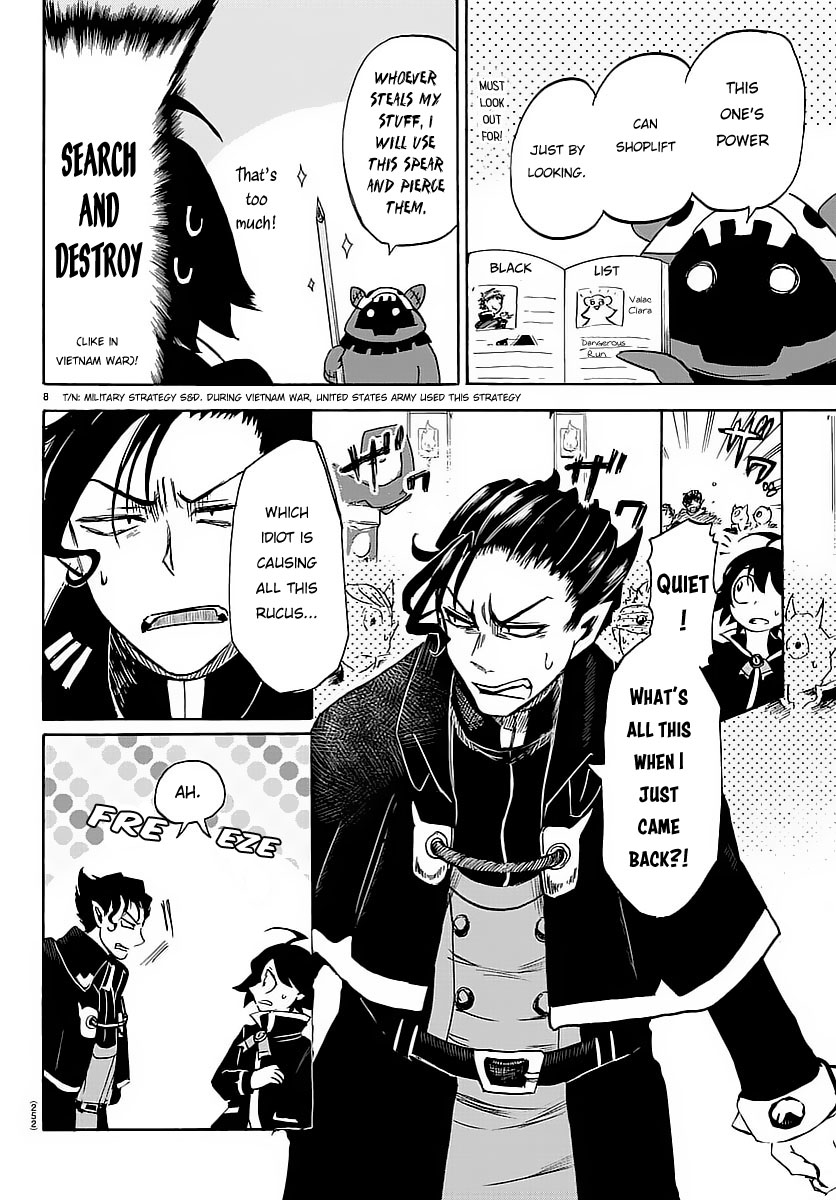 THIS
ONE'S
POWER
CAN
SHOPLIFT
JUST BY
LOOKING.
MUST
LOOK
OUT
FOR!
BLACK
LIST
Valac
Clara
Dangerous
Run
WHOEVER
STEALS MY
STUFF, I
WILL USE
THIS SPEAR
AND PIERCE
THEM.
That's
too
much!
SEARCH
AND
DESTROY
(LIKE IN
VIETNAM WAR)!
8 T/N: MILITARY STRATEGY S&D. DURING VIETNAM WAR, UNITED STATES ARMY USED THIS STRATEGY
QUIET
!
WHAT'S
ALL THIS
WHEN I
JUST
CAME
BACK?!
WHICH
IDIOT IS
CAUSING
ALL THIS
RUCUS...
AH.
FREEZE
(252)